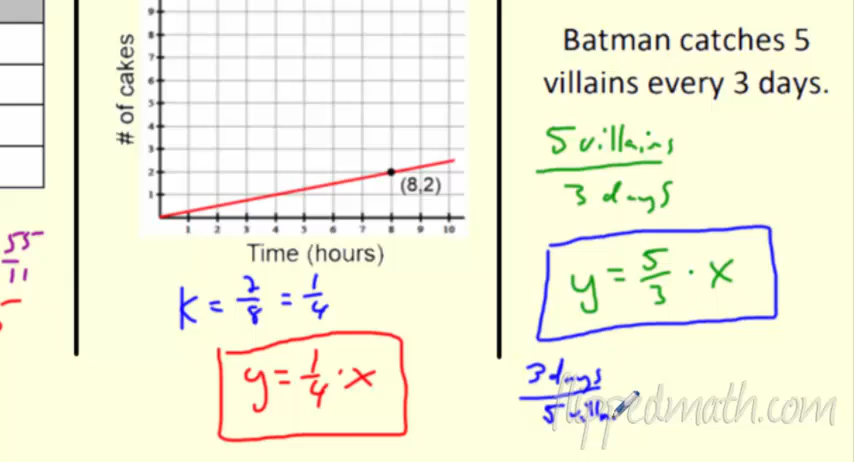 55
11
# of cakes
9
8
7
6
5
4
3
2
1
(8,2)
1 2 3 4 5 6 7 8 9 10
Time (hours)
K = 2/8 = 1/4
y = 1/4 · x
Batman catches 5
villains every 3 days.
5 villains
3 days
y = 5/3 · x
3 days
5 villa
flippedmath.com